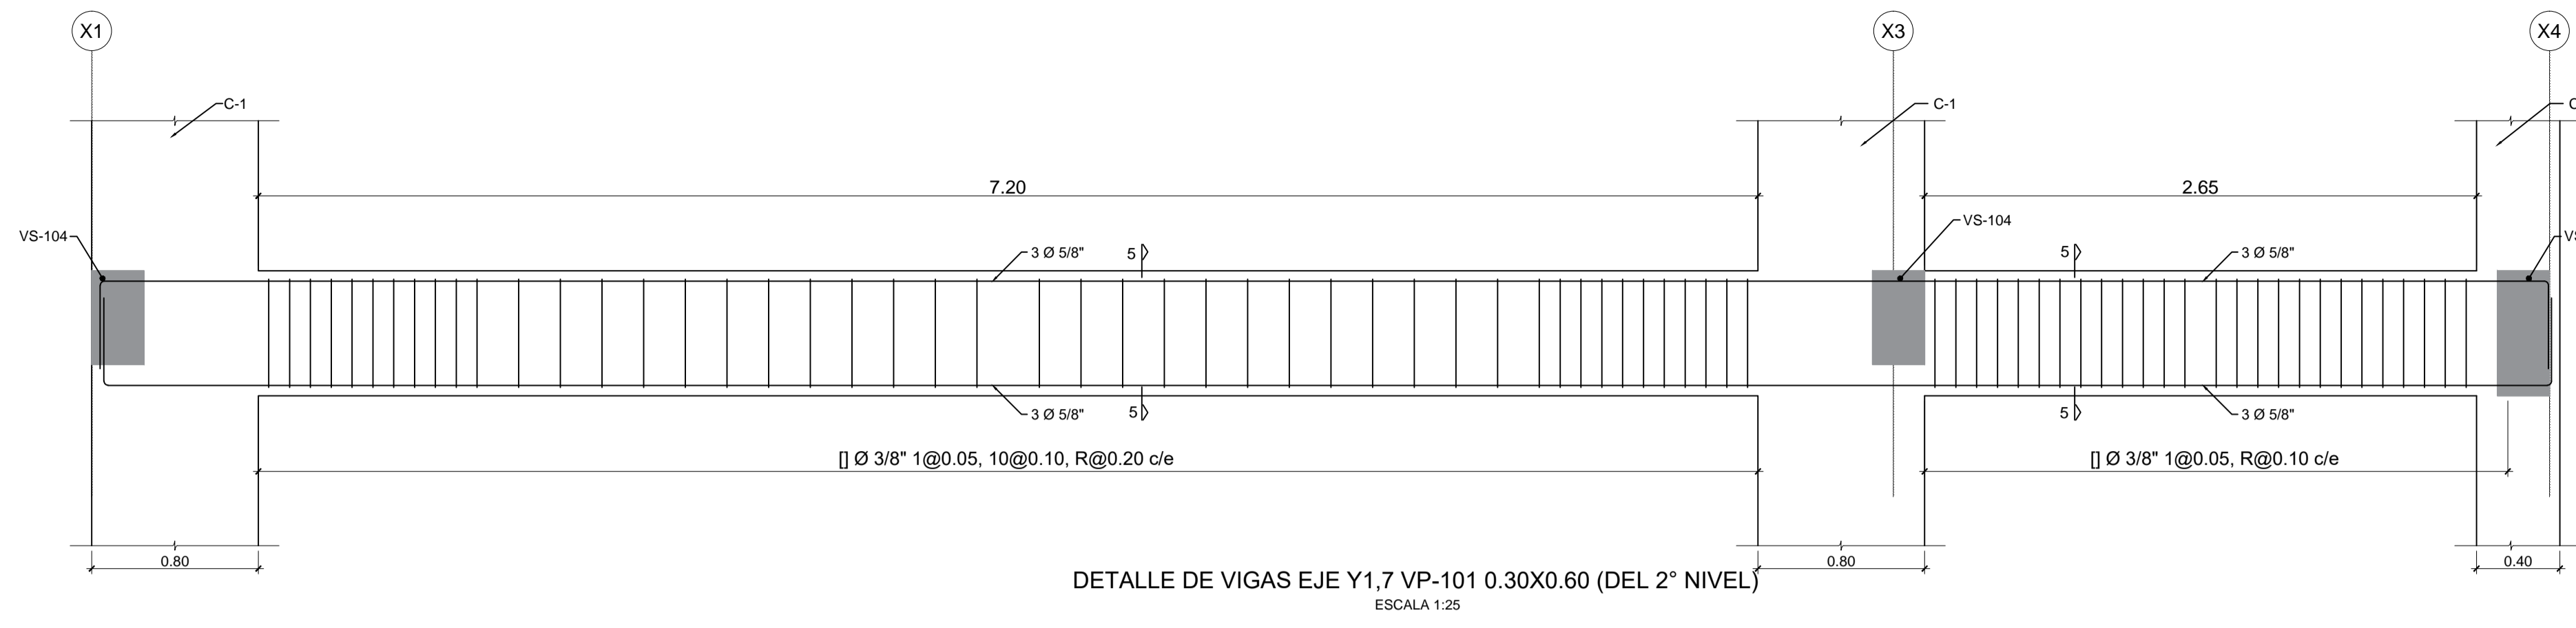 X1
X3
X4
C-1
C-1
7.20
2.65
VS-104
VS-104
3 Ø 5/8"
5
5
3 Ø 5/8"
3 Ø 5/8"
5
5
3 Ø 5/8"
[] Ø 3/8" 1@0.05, 10@0.10, R@0.20 c/e
[] Ø 3/8" 1@0.05, R@0.10 c/e
0.80
0.80
0.40
DETALLE DE VIGAS EJE Y1,7 VP-101 0.30X0.60 (DEL 2° NIVEL)
ESCALA 1:25